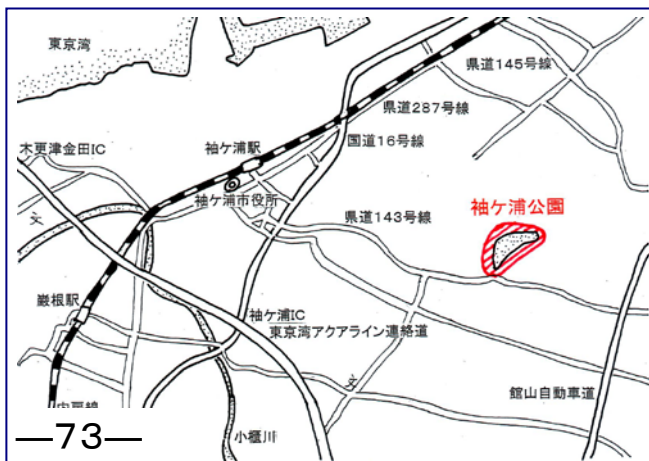 東京湾
県道145号線
県道287号線
国道16号線
袖ケ浦駅
木更津金田IC
袖ケ浦市役所
県道143号線
袖ケ浦公園
文
巌根駅
袖ケ浦IC
東京湾アクアライン連絡道
文
館山自動車道
内房線
小櫃川
―73―